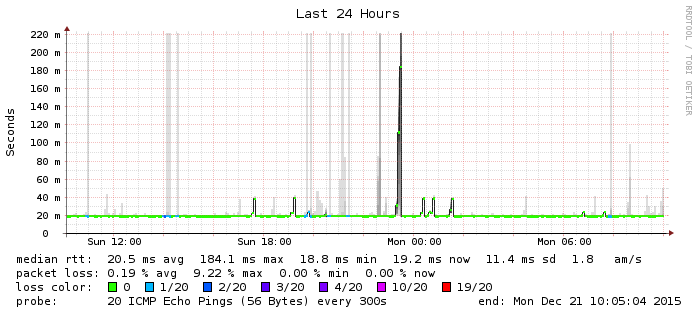 Last 24 Hours
RRDTOOL / TOBI OETIKER
Seconds
220 m
200 m
180 m
160 m
140 m
120 m
100 m
80 m
60 m
40 m
20 m
0
Sun 12:00 Sun 18:00 Mon 00:00 Mon 06:00
median rtt: 20.5 ms avg 184.1 ms max 18.8 ms min 19.2 ms now 11.4 ms sd 1.8 am/s
packet loss: 0.19 % avg 9.22 % max 0.00 % min 0.00 % now
loss color: 0 1/20 2/20 3/20 4/20 10/20 19/20
probe: 20 ICMP Echo Pings (56 Bytes) every 300s end: Mon Dec 21 10:05:04 2015